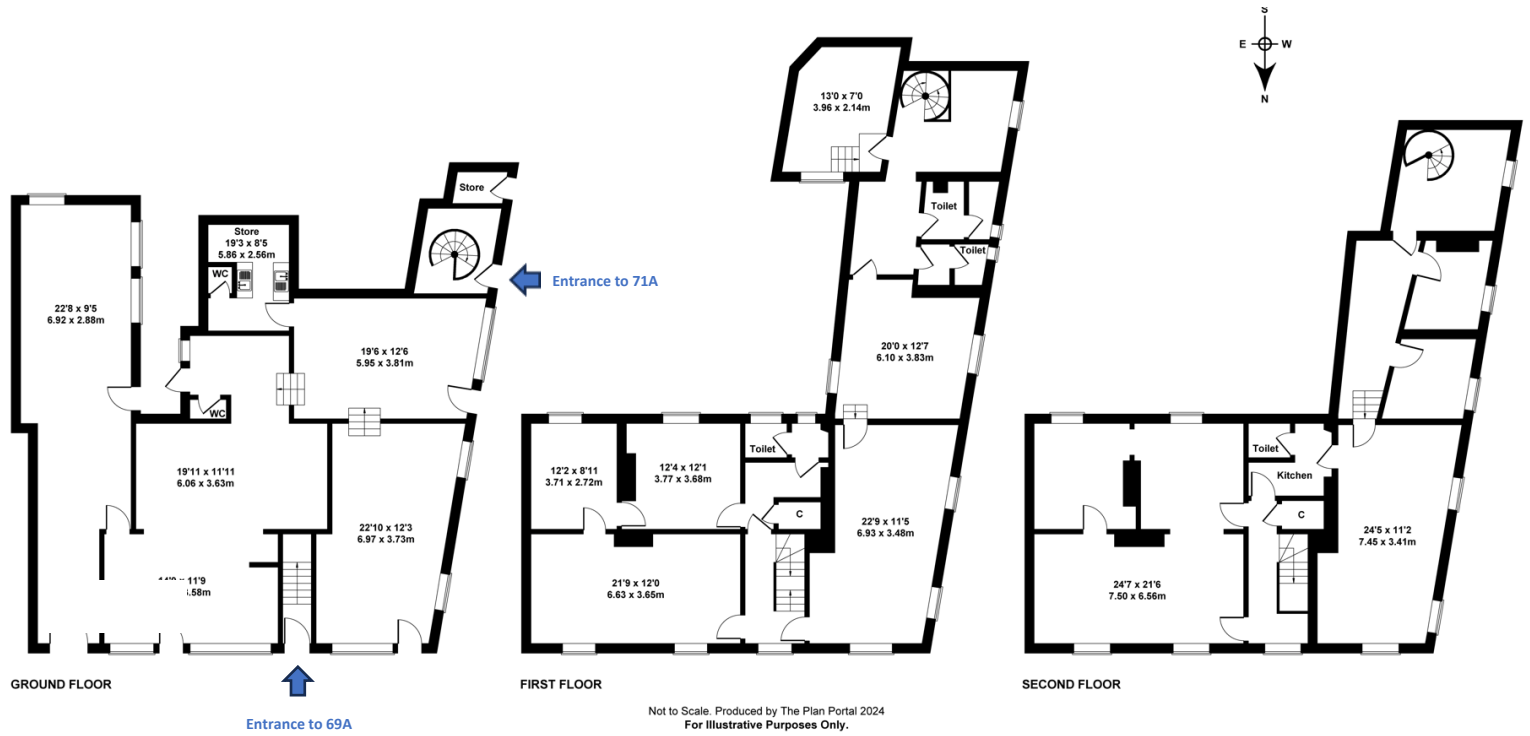 S
E W
N
Store
Store
19'3 x 8'5
5.86 x 2.56m
WC
22'8 x 9'5
6.92 x 2.88m
19'6 x 12'6
5.95 x 3.81m
WC
19'11 x 11'11
6.06 x 3.63m
22'10 x 12'3
6.97 x 3.73m
11'9
.58m
Entrance to 71A
GROUND FLOOR
Entrance to 69A
13'0 x 7'0
3.96 x 2.14m
Toilet
Toilet
20'0 x 12'7
6.10 x 3.83m
12'2 x 8'11
3.71 x 2.72m
12'4 x 12'1
3.77 x 3.68m
Toilet
C
22'9 x 11'5
6.93 x 3.48m
21'9 x 12'0
6.63 x 3.65m
FIRST FLOOR
Toilet
Kitchen
C
24'5 x 11'2
7.45 x 3.41m
24'7 x 21'6
7.50 x 6.56m
SECOND FLOOR
Not to Scale. Produced by The Plan Portal 2024
For Illustrative Purposes Only.